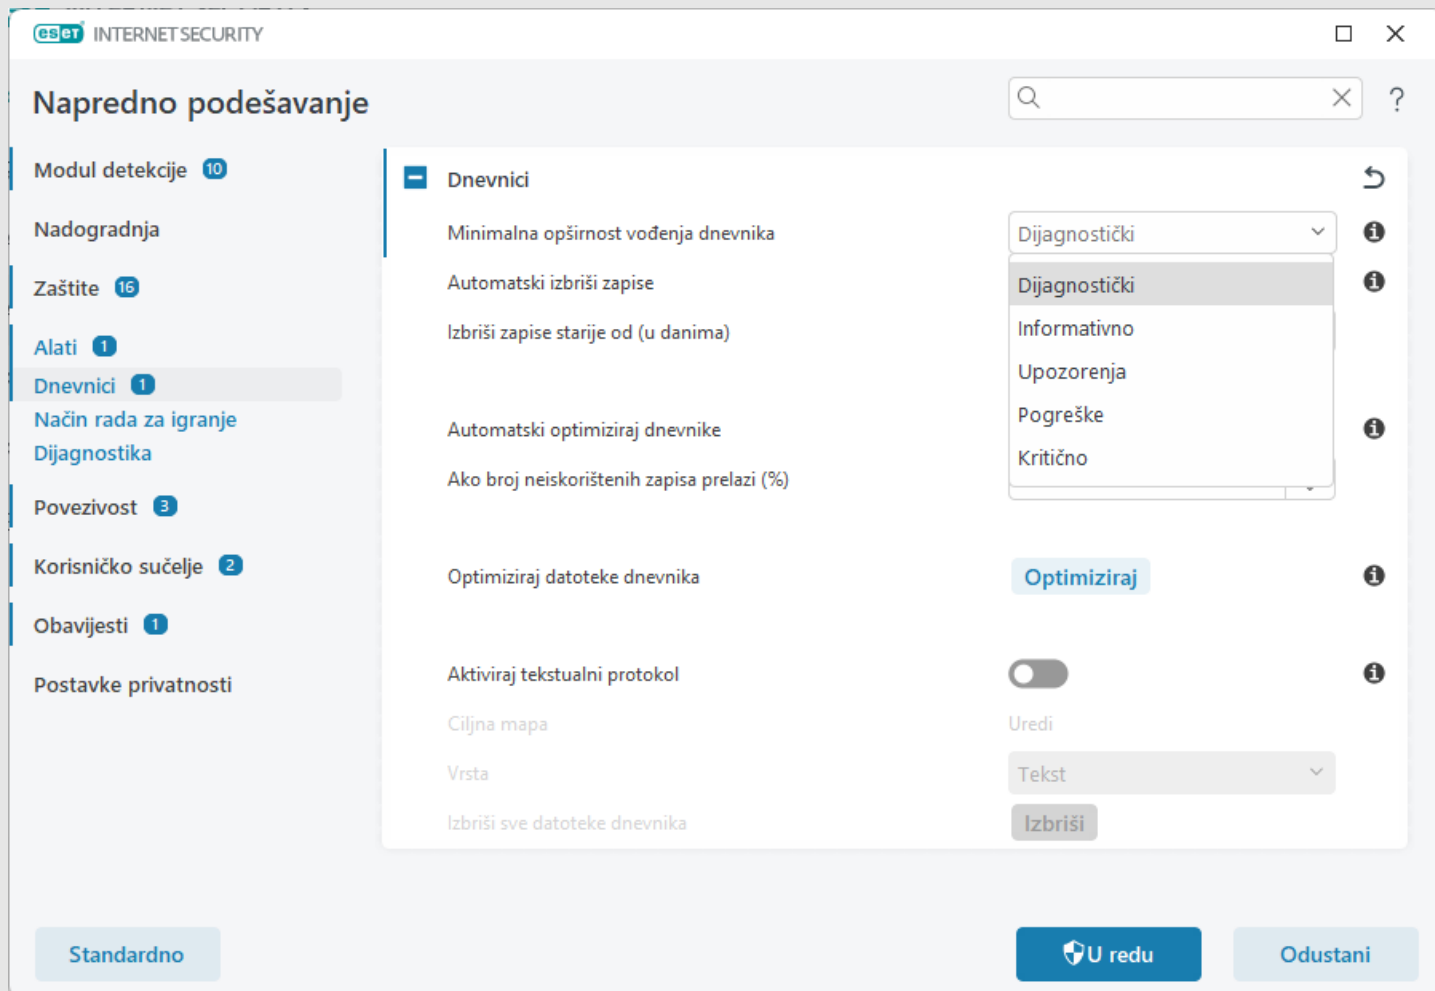 eset INTERNET SECURITY
Napredno podešavanje
?
Modul detekcije 10
Nadogradnja
Zaštite 16
Alati 1
Dnevnici 1
Način rada za igranje
Dijagnostika
Povezivost 3
Korisničko sučelje 2
Obavijesti 1
Postavke privatnosti
Dnevnici
Minimalna opširnost vođenja dnevnika
Dijagnostički
Dijagnostički
Informativno
Upozorenja
Pogreške
Kritično
Automatski izbriši zapise
Izbriši zapise starije od (u danima)
Automatski optimiziraj dnevnike
Ako broj neiskorištenih zapisa prelazi (%)
Optimiziraj datoteke dnevnika
Optimiziraj
Aktiviraj tekstualni protokol
Ciljna mapa
Uredi
Vrsta
Tekst
Izbriši sve datoteke dnevnika
Izbriši
Standardno
U redu
Odustani